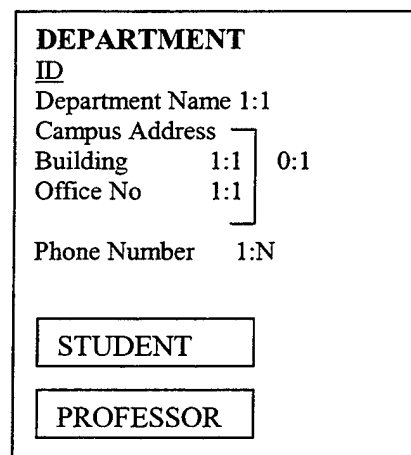 DEPARTMENT
ID
Department Name 1:1
Campus Address
Building 1:1 0:1
Office No 1:1
Phone Number 1:N
STUDENT
PROFESSOR